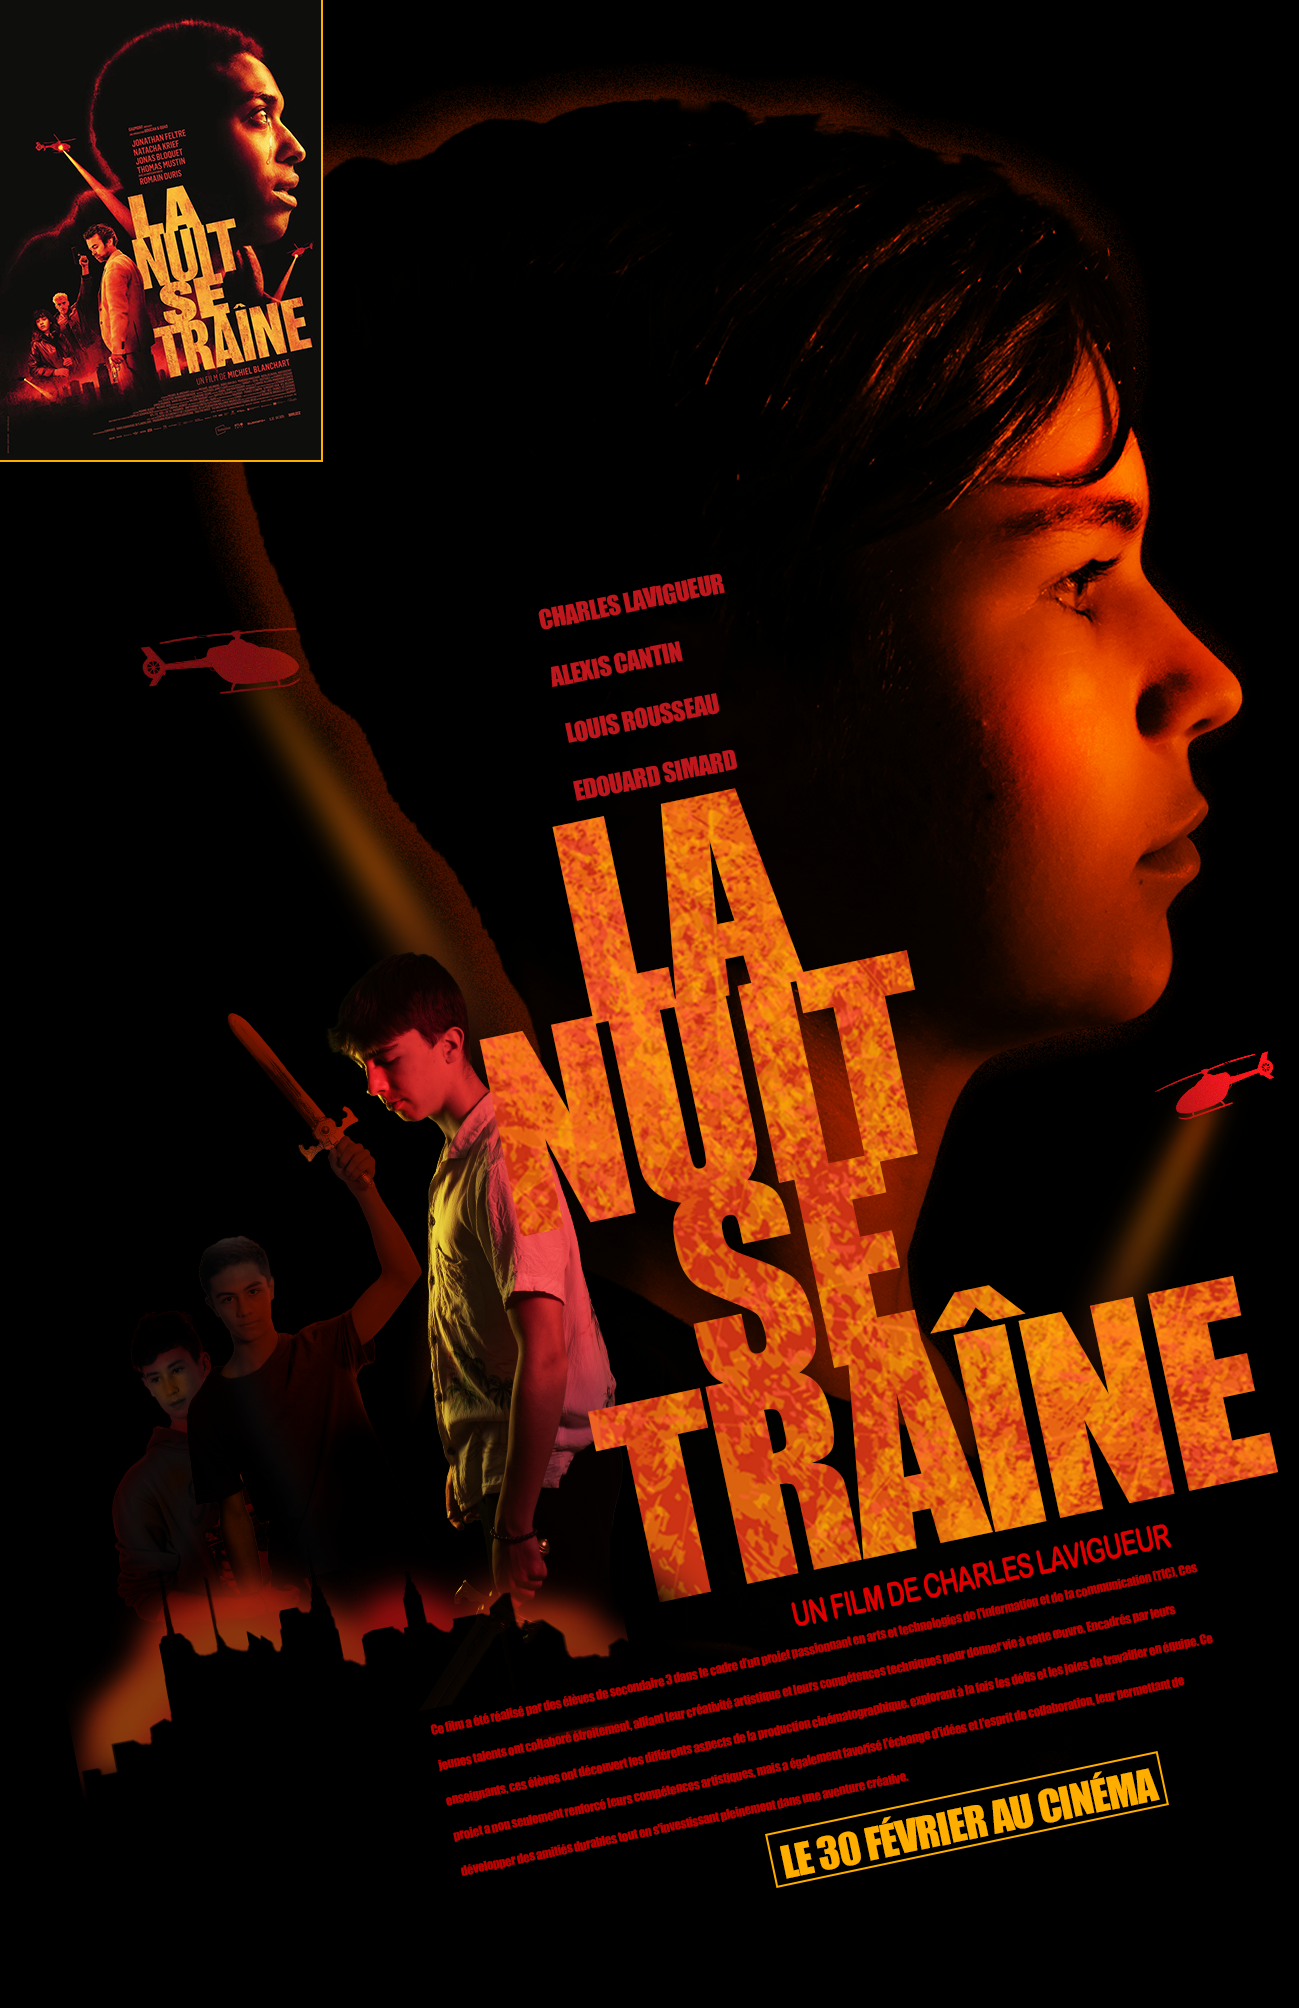 JONATHAN FELTRE
NATACHA KRIEF
JONAS BLOQUET
THOMAS MUSTIN
ROMAIN DURIS
LA
NUIT
SE
TRAÎNE
UN FILM DE MICHIEL BLANCHART
CHARLES LAVIGUEUR
ALEXIS CANTIN
LOUIS ROUSSEAU
EDOUARD SIMARD
LA
NUIT
SE
TRAÎNE
UN FILM DE CHARLES LAVIGUEUR
Ce film a été réalisé par des élèves de secondaire 3 dans le cadre d'un projet passionnant en arts et technologies de l'information et de la communication (TIC). Ces
jeunes talents ont collaboré étroitement, alliant leur créativité artistique et leurs compétences techniques pour donner vie à cette œuvre. Encadrés par leurs
enseignants, ces élèves ont découvert les différents aspects de la production cinématographique, explorant à la fois les défis et les joies de travailler en équipe. Ce
projet a non seulement renforcé leurs compétences artistiques, mais a également favorisé l'échange d'idées et l'esprit de collaboration, leur permettant de
développer des amitiés durables tout en s'investissant pleinement dans une aventure créative.
LE 30 FÉVRIER AU CINÉMA